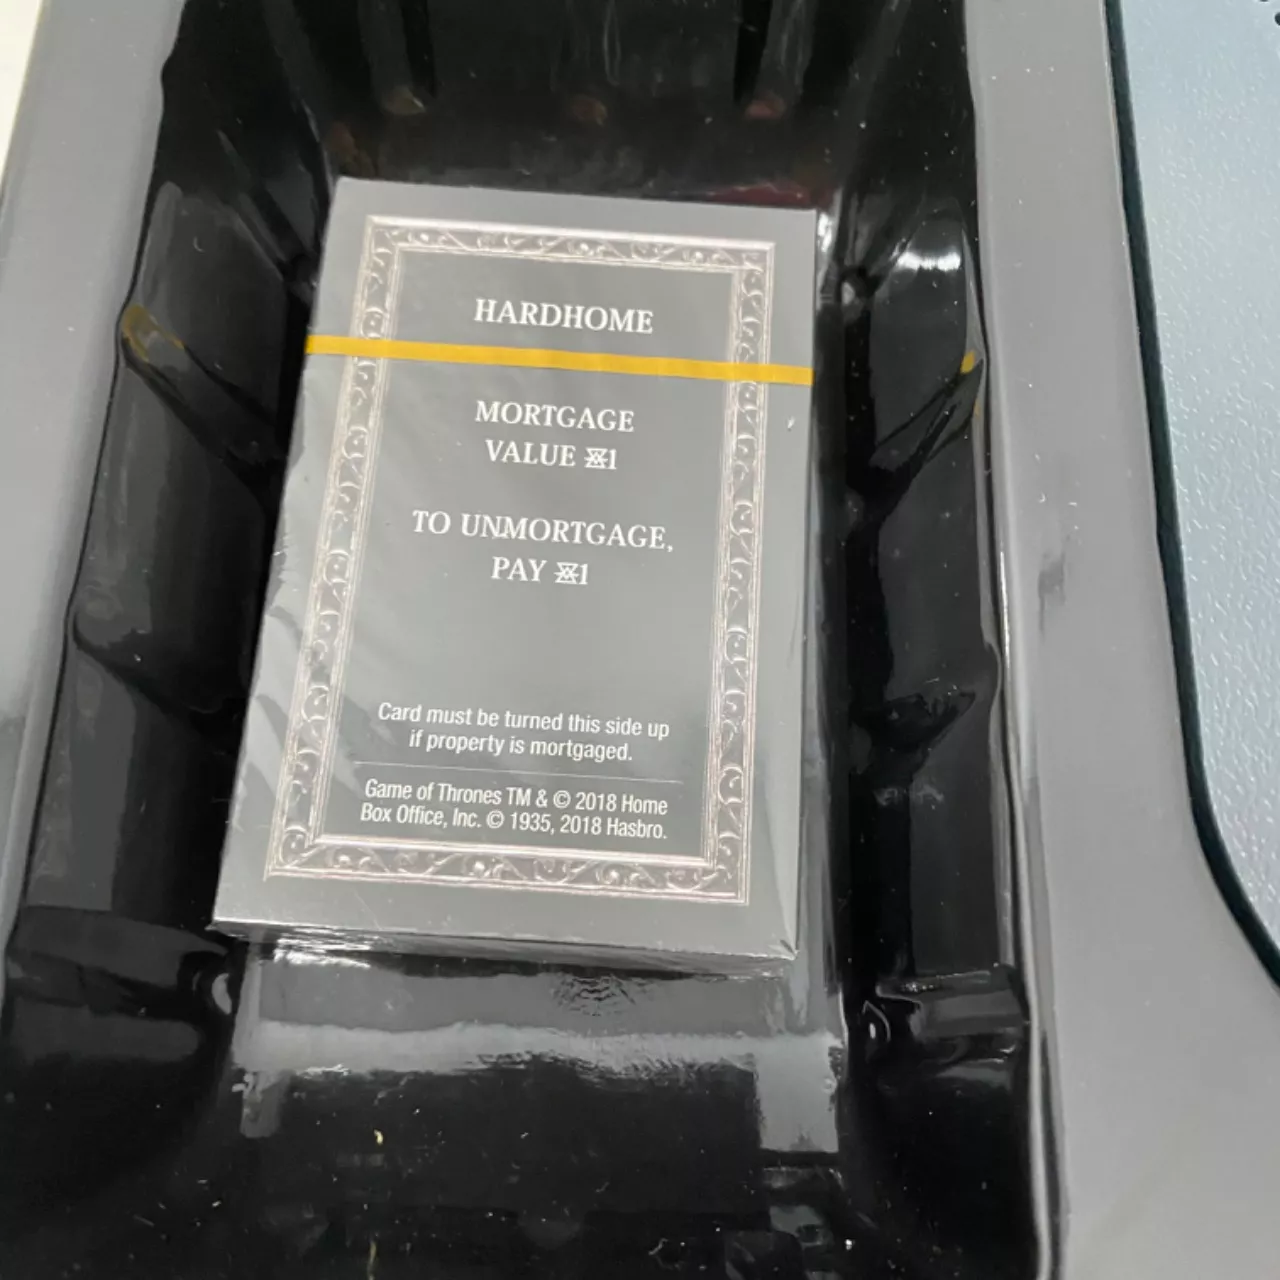 HARDHOME
MORTGAGE
VALUE 1
TO UNMORTGAGE,
PAY 1
Card must be turned this side up
if property is mortgaged.
Game of Thrones TM & © 2018 Home
Box Office, Inc. © 1935, 2018 Hasbro.